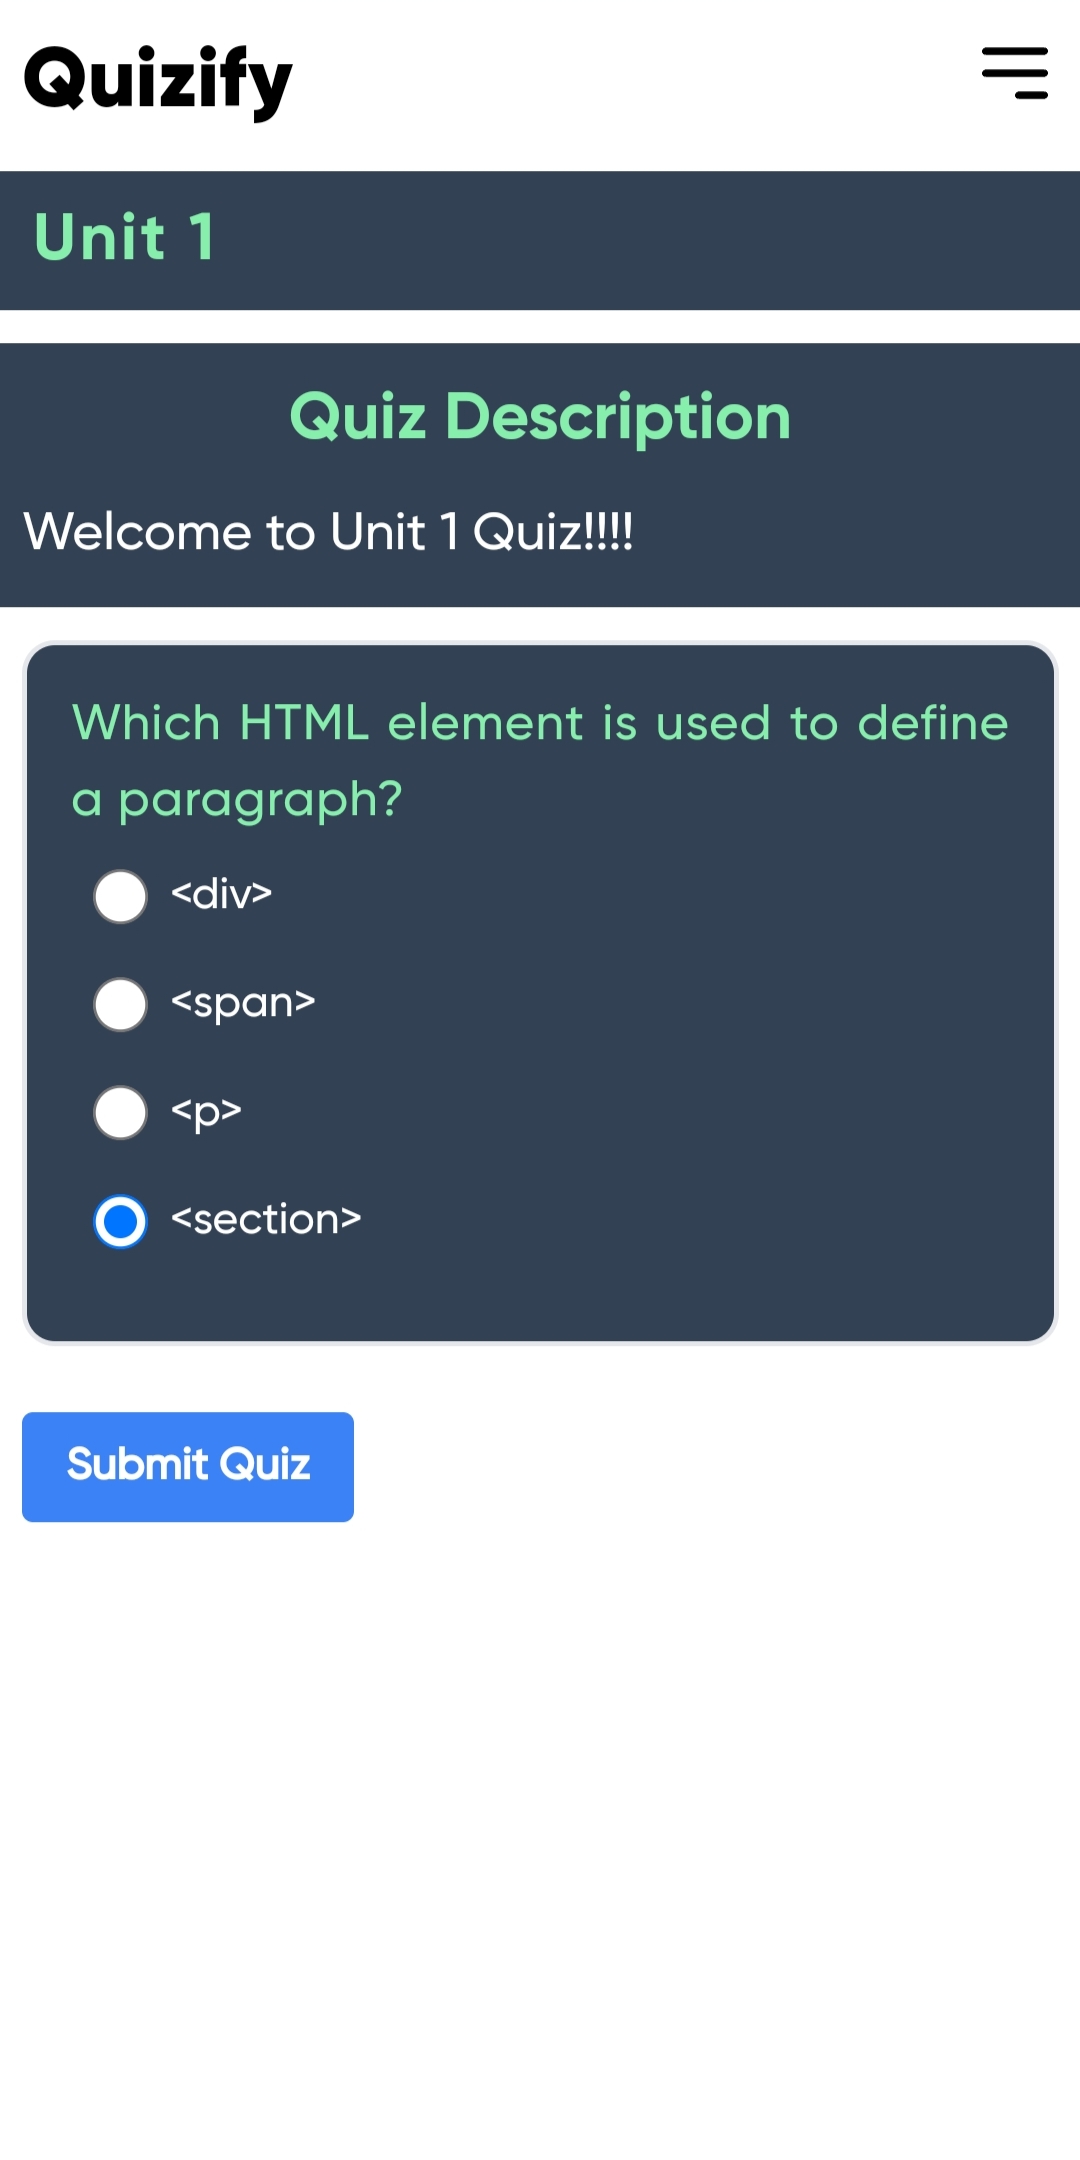 Quizify
Unit 1
Quiz Description
Welcome to Unit 1 Quiz!!!!
Which HTML element is used to define
a paragraph?
<div>
<span>
<p>
<section>
Submit Quiz